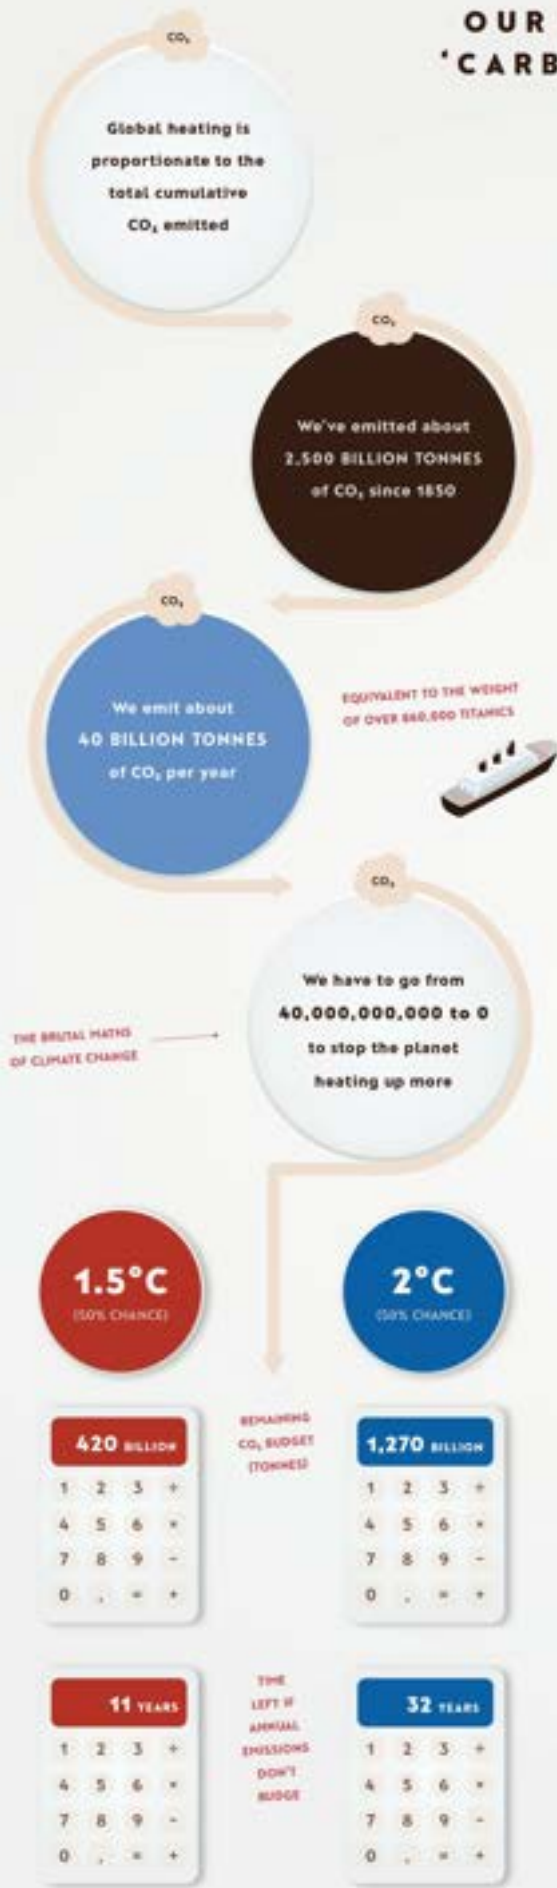 OUR
‘CARB
CO₂
Global heating is
proportionate to the
total cumulative
CO₂ emitted
CO₂
We’ve emitted about
2,500 BILLION TONNES
of CO₂ since 1850
CO₂
We emit about
40 BILLION TONNES
of CO₂ per year
EQUIVALENT TO THE WEIGHT
OF OVER 860,000 TITANICS
CO₂
We have to go from
40,000,000,000 to 0
to stop the planet
heating up more
THE BRUTAL MATHS
OF CLIMATE CHANGE
1.5°C
(50% CHANCE)
2°C
(50% CHANCE)
420 BILLION
1 2 3 ÷
4 5 6 ×
7 8 9 -
0 . = +
REMAINING
CO₂ BUDGET
(TONNES)
1,270 BILLION
1 2 3 ÷
4 5 6 ×
7 8 9 -
0 . = +
11 YEARS
1 2 3 ÷
4 5 6 ×
7 8 9 -
0 . = +
TIME
LEFT IF
ANNUAL
EMISSIONS
DON’T
BUDGE
32 YEARS
1 2 3 ÷
4 5 6 ×
7 8 9 -
0 . = +